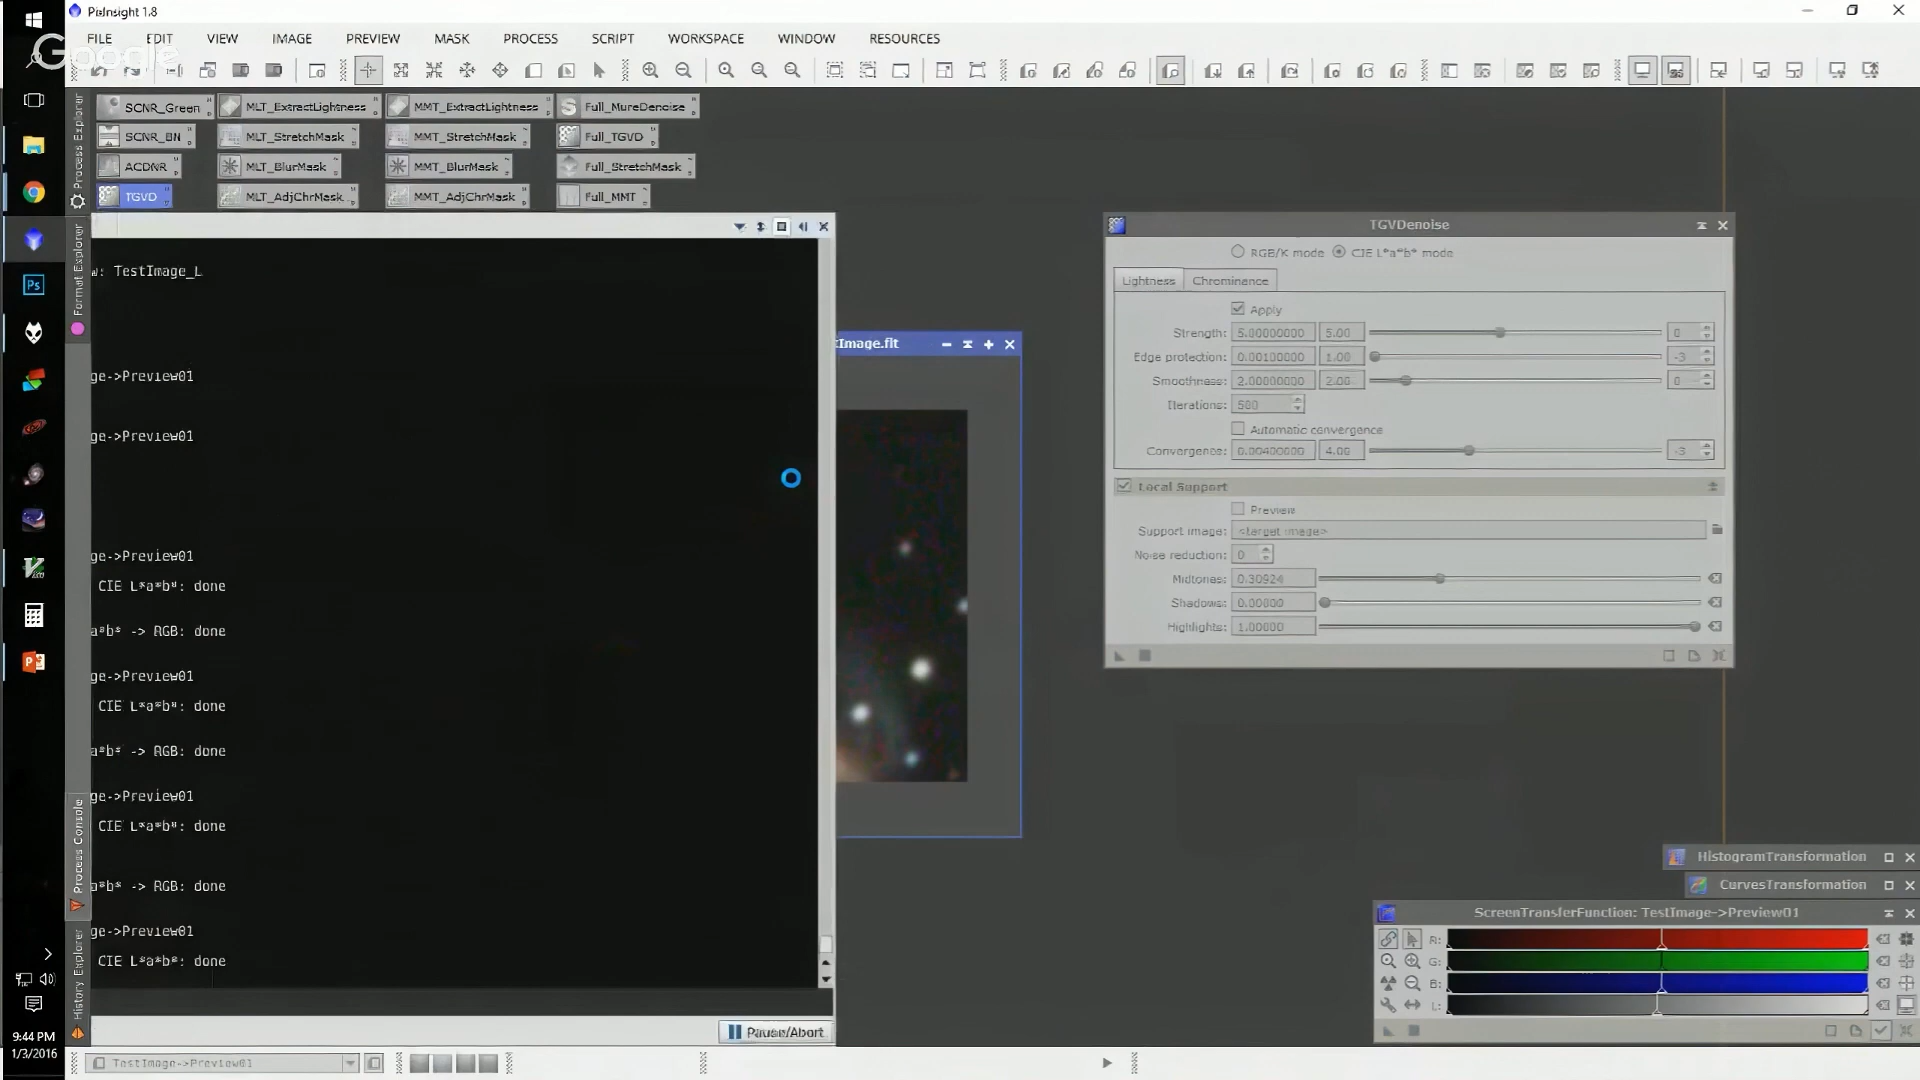 PixInsight 1.8
FILE EDIT VIEW IMAGE PREVIEW MASK PROCESS SCRIPT WORKSPACE WINDOW RESOURCES
Google
SCNR_Green MLT_ExtractLightness MMT_ExtractLightness Full_MureDenoise
SCNR_BN MLT_StretchMask MMT_StretchMask Full_TGVD
ACDNR MLT_BlurMask MMT_BlurMask Full_StretchMask
TGVD MLT_AdjChrMask MMT_AdjChrMask Full_MMT
Process Explorer
Format Explorer
Process Console
History Explorer
w: TestImage_L
ge->Preview01
ge->Preview01
ge->Preview01
CIE L*a*b*: done
a*b* -> RGB: done
ge->Preview01
CIE L*a*b*: done
a*b* -> RGB: done
ge->Preview01
CIE L*a*b*: done
a*b* -> RGB: done
ge->Preview01
CIE L*a*b*: done
Pause/Abort
Image.fit
TGVDenoise
RGB/K mode CIE L*a*b* mode
Lightness Chrominance
Apply
Strength: 5.00000000 5.00 0
Edge protection: 0.00100000 1.00 -3
Smoothness: 2.00000000 2.00 0
Iterations: 500
Automatic convergence
Convergence: 0.00400000 4.00 -3
Local Support
Preview
Support image: <target image>
Noise reduction: 0
Midtones: 0.30924
Shadows: 0.00000
Highlights: 1.00000
HistogramTransformation
CurvesTransformation
ScreenTransferFunction: TestImage->Preview01
R:
G:
B:
L:
Ps
9:44 PM
1/3/2016
TestImage->Preview01